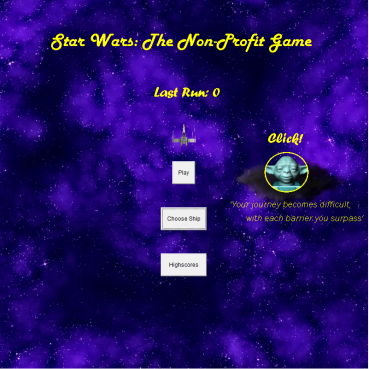 Star Wars: The Non-Profit Game
Last Run: 0
Click!
Play
'Your journey becomes difficult,
with each barrier you surpass'
Choose Ship
Highscores